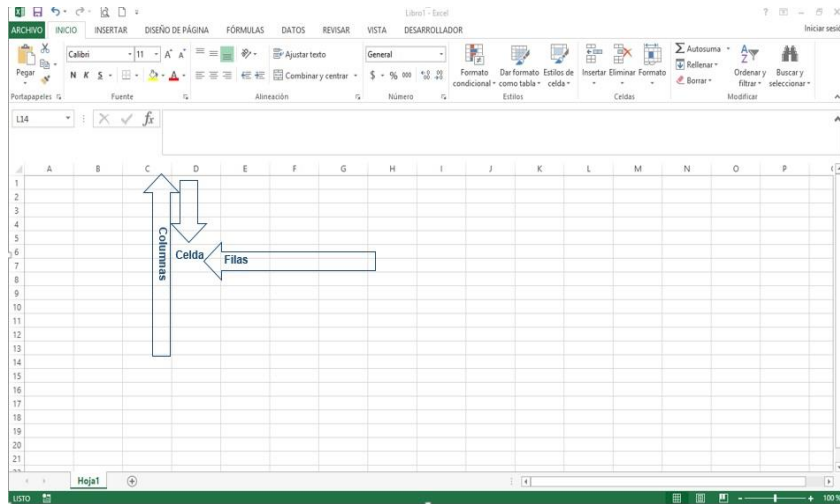 Libro1 - Excel
Iniciar sesió
ARCHIVO INICIO INSERTAR DISEÑO DE PÁGINA FÓRMULAS DATOS REVISAR VISTA DESARROLLADOR
Pegar
Portapapeles
Calibri 11 A A
N K S A
Fuente
Ajustar texto
Combinar y centrar
Alineación
General
$ % 000
Número
Formato condicional
Dar formato como tabla
Estilos de celda
Estilos
Insertar Eliminar Formato
Celdas
Autosuma
Rellenar
Borrar
Ordenar y filtrar
Buscar y seleccionar
Modificar
L14 fx
A B C D E F G H I J K L M N O P
1
2
3
4
5
6
7
8
9
10
11
12
13
14
15
16
17
18
19
20
21
Columnas
Celda
Filas
Hoja1
LISTO
100%